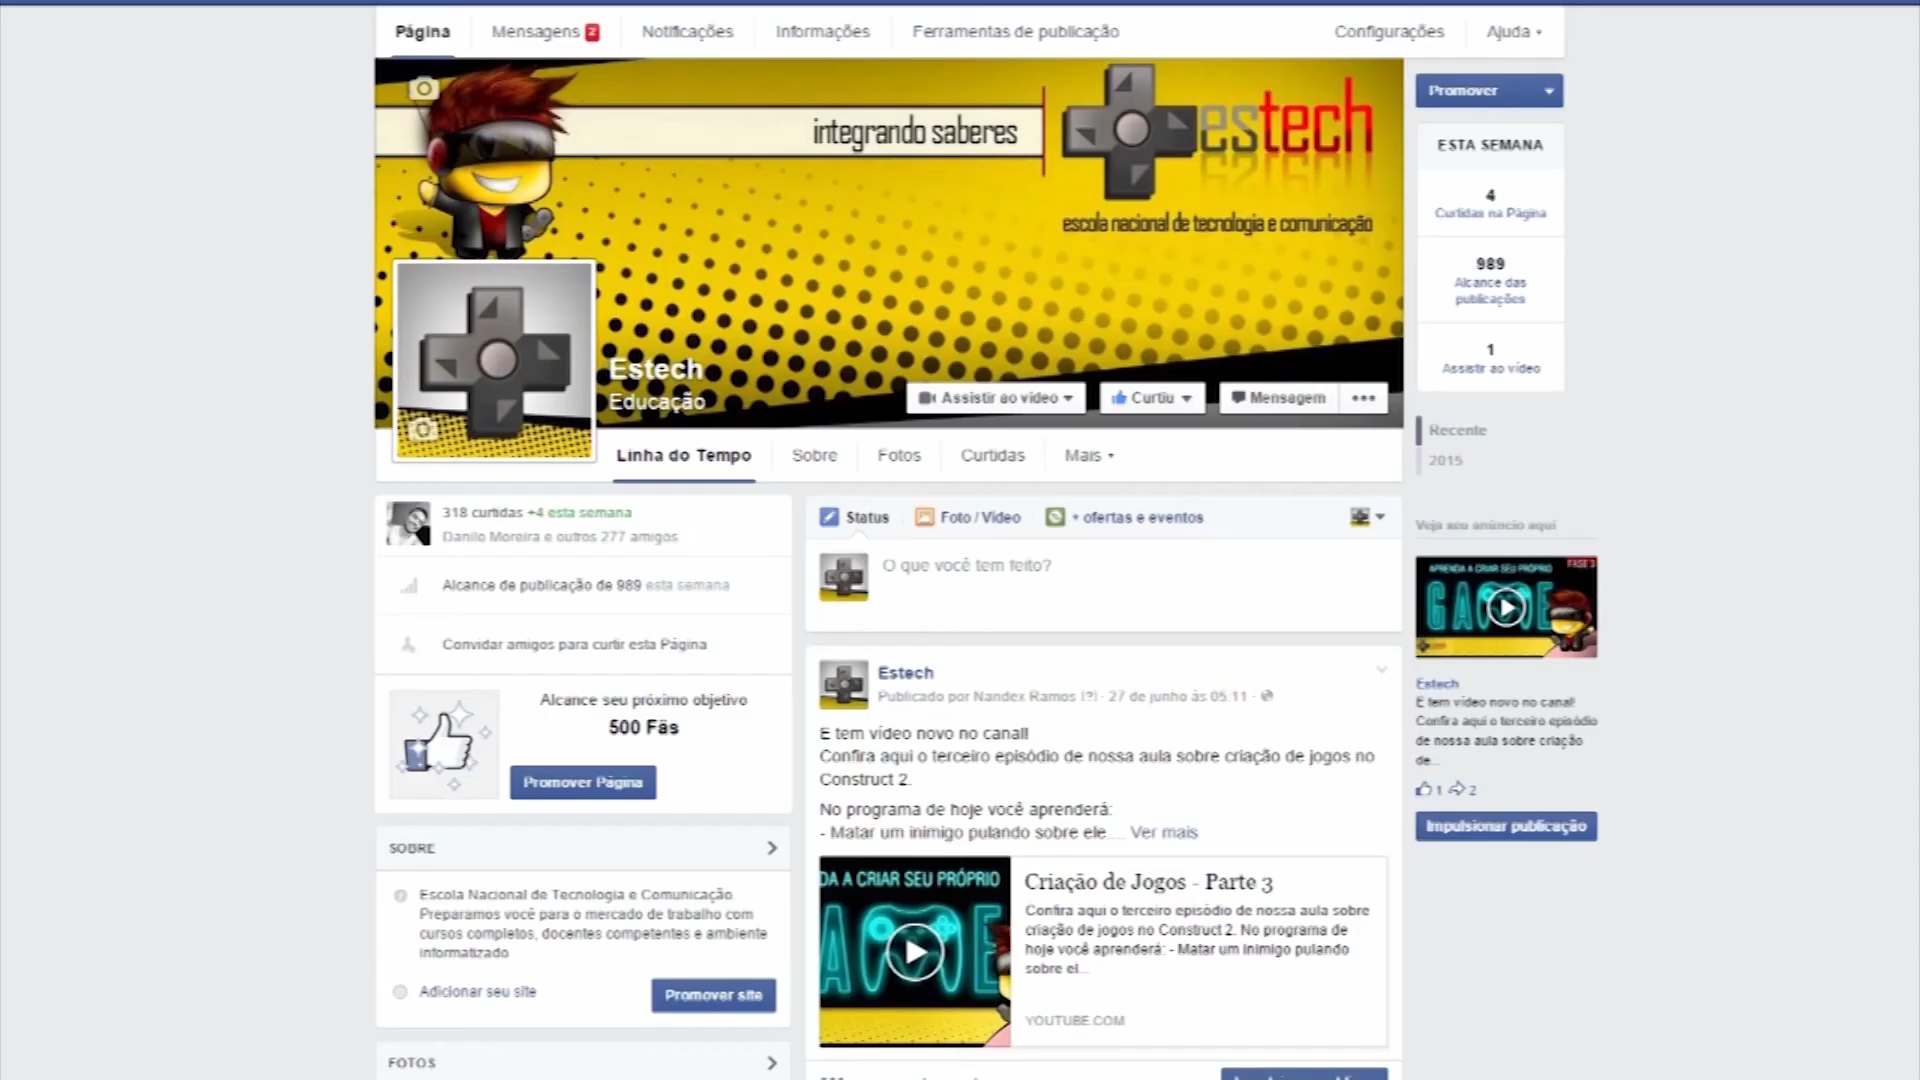 Página
Mensagens 2
Notificações
Informações
Ferramentas de publicação
Configurações
Ajuda
integrando saberes
estech
escola nacional de tecnologia e comunicação
Estech
Educação
Assistir ao vídeo
Curtiu
Mensagem
Promover
ESTA SEMANA
4
Curtidas na Página
989
Alcance das
publicações
1
Assistir ao vídeo
Recente
2015
Linha do Tempo
Sobre
Fotos
Curtidas
Mais
318 curtidas +4 esta semana
Danilo Moreira e outros 277 amigos
Alcance de publicação de 989 esta semana
Convidar amigos para curtir esta Página
Alcance seu próximo objetivo
500 Fãs
Promover Página
SOBRE
Escola Nacional de Tecnologia e Comunicação
Preparamos você para o mercado de trabalho com
cursos completos, docentes competentes e ambiente
informatizado
Adicionar seu site
Promover site
FOTOS
Status
Foto / Vídeo
+ ofertas e eventos
O que você tem feito?
Estech
Publicado por Nandex Ramos [?] · 27 de junho às 05:11 ·
E tem vídeo novo no canal!
Confira aqui o terceiro episódio de nossa aula sobre criação de jogos no
Construct 2.
No programa de hoje você aprenderá:
- Matar um inimigo pulando sobre ele.... Ver mais
DA A CRIAR SEU PRÓPRIO
Criação de Jogos - Parte 3
Confira aqui o terceiro episódio de nossa aula sobre
criação de jogos no Construct 2. No programa de
hoje você aprenderá: - Matar um inimigo pulando
sobre el...
YOUTUBE.COM
Veja seu anúncio aqui
APRENDA A CRIAR SEU PRÓPRIO
FASE 3
GAME
Estech
E tem vídeo novo no canal!
Confira aqui o terceiro episódio
de nossa aula sobre criação
de...
1 2
Impulsionar publicação